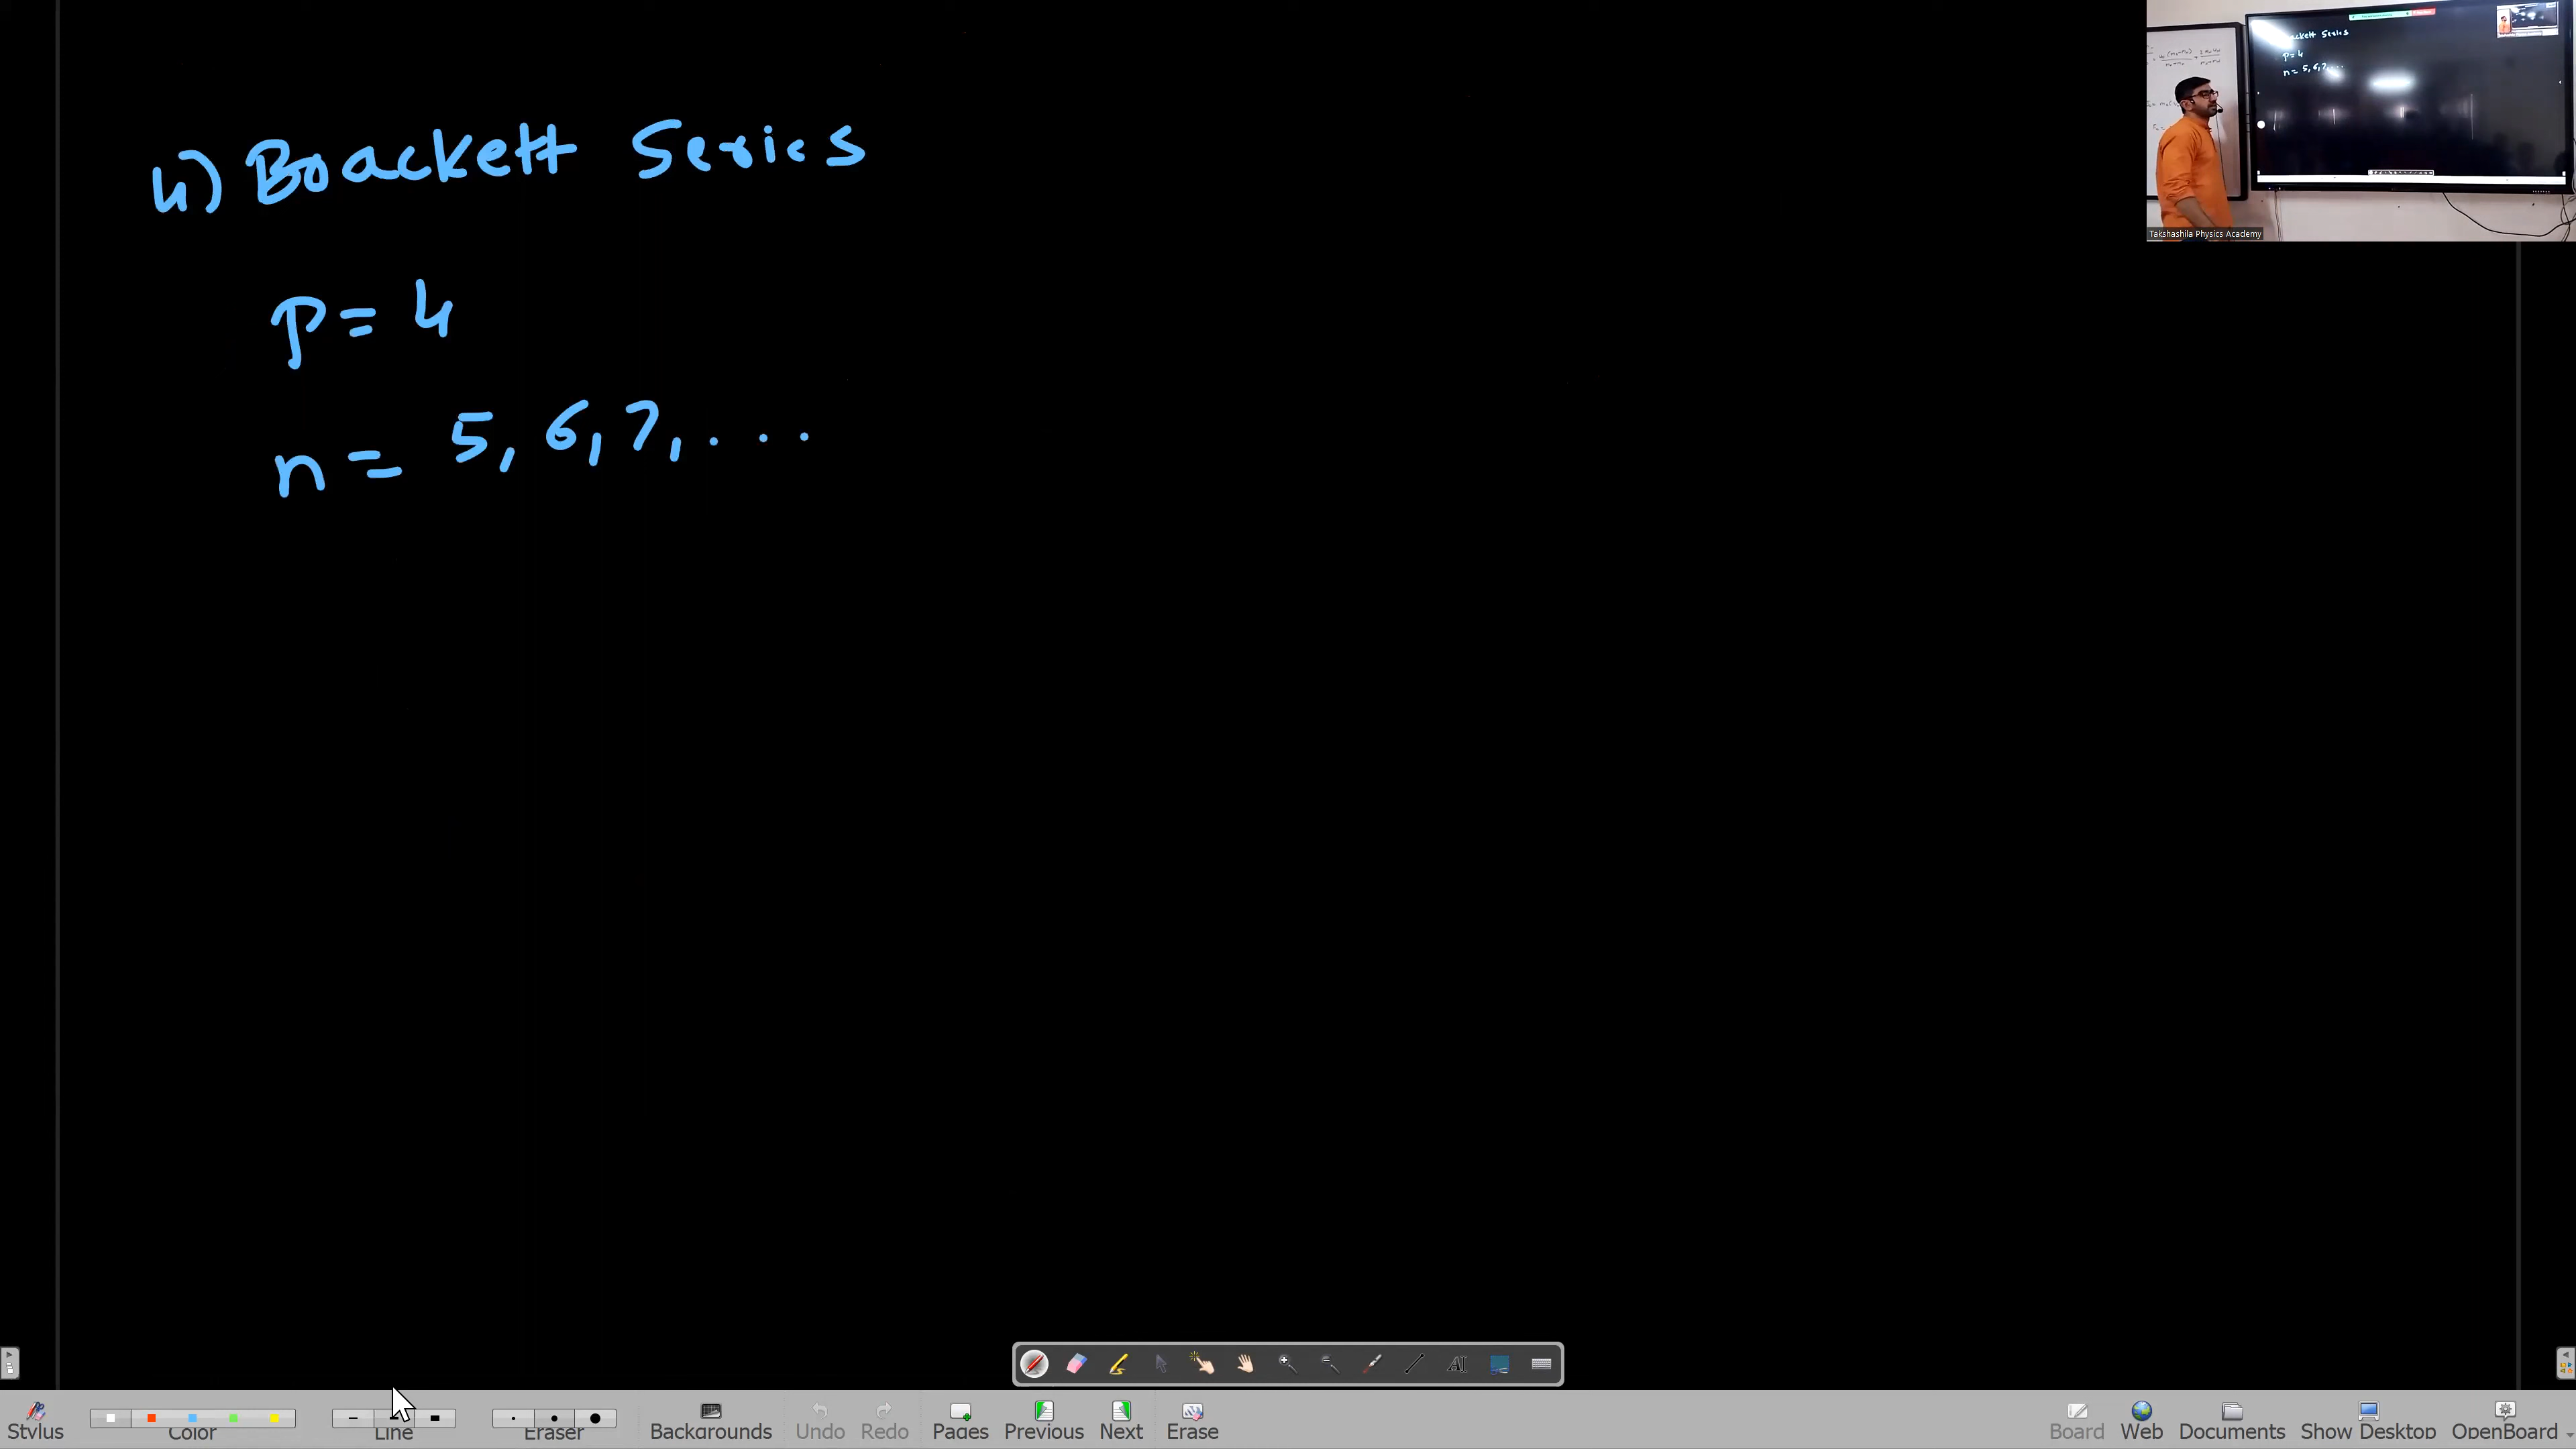 4) Brackett Series
p = 4
n = 5, 6, 7, ...
Takshashila Physics Academy
Stylus
Color
Line
Eraser
Backgrounds
Undo
Redo
Pages
Previous
Next
Erase
Board
Web
Documents
Show Desktop
OpenBoard